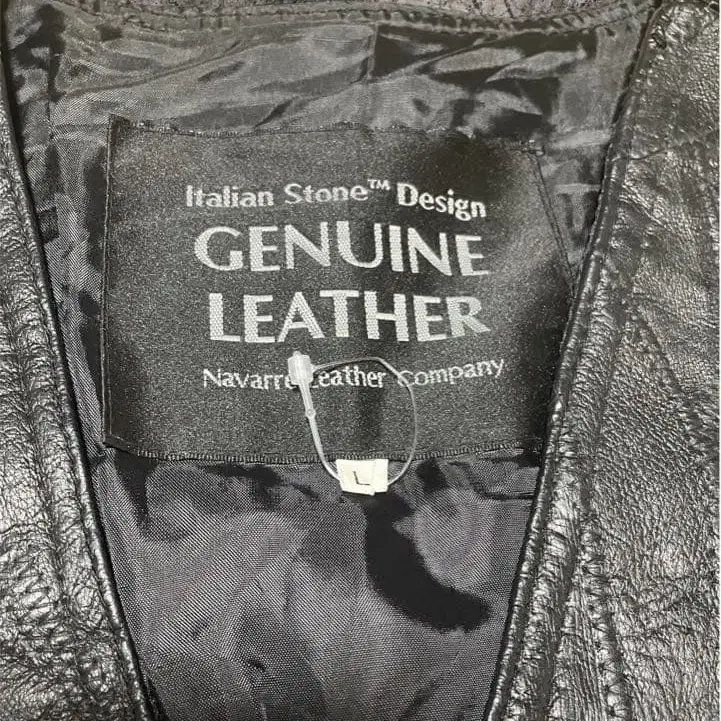 Italian Stone™ Design
GENUINE
LEATHER
Navarre Leather Company
L